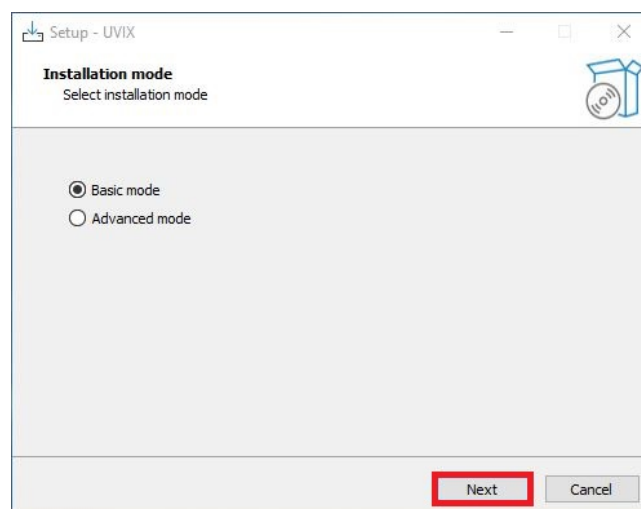 Setup - UVIX
Installation mode
Select installation mode
Basic mode
Advanced mode
Next
Cancel